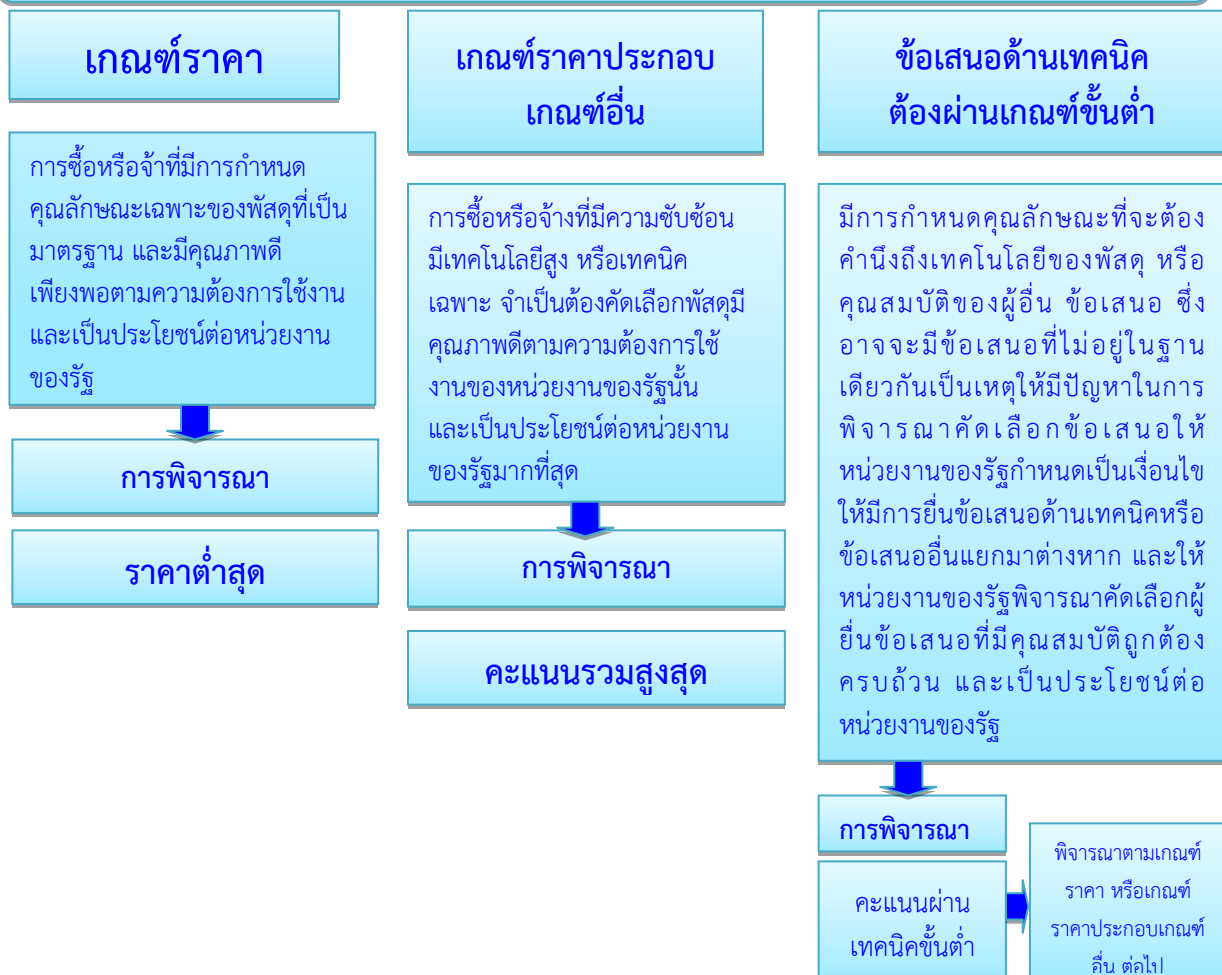 เกณฑ์ราคา
การซื้อหรือจ้าที่มีการกำหนด
คุณลักษณะเฉพาะของพัสดุที่เป็น
มาตรฐาน และมีคุณภาพดี
เพียงพอตามความต้องการใช้งาน
และเป็นประโยชน์ต่อหน่วยงาน
ของรัฐ
การพิจารณา
ราคาต่ำสุด
เกณฑ์ราคาประกอบ
เกณฑ์อื่น
การซื้อหรือจ้างที่มีความซับซ้อน
มีเทคโนโลยีสูง หรือเทคนิค
เฉพาะ จำเป็นต้องคัดเลือกพัสดุมี
คุณภาพดีตามความต้องการใช้
งานของหน่วยงานของรัฐนั้น
และเป็นประโยชน์ต่อหน่วยงาน
ของรัฐมากที่สุด
การพิจารณา
คะแนนรวมสูงสุด
ข้อเสนอด้านเทคนิค
ต้องผ่านเกณฑ์ขั้นต่ำ
มีการกำหนดคุณลักษณะที่จะต้อง
คำนึงถึงเทคโนโลยีของพัสดุ หรือ
คุณสมบัติของผู้อื่น ข้อเสนอ ซึ่ง
อาจจะมีข้อเสนอที่ไม่อยู่ในฐาน
เดียวกันเป็นเหตุให้มีปัญหาในการ
พิจารณาคัดเลือกข้อเสนอให้
หน่วยงานของรัฐกำหนดเป็นเงื่อนไข
ให้มีการยื่นข้อเสนอด้านเทคนิคหรือ
ข้อเสนออื่นแยกมาต่างหาก และให้
หน่วยงานของรัฐพิจารณาคัดเลือกผู้
ยื่นข้อเสนอที่มีคุณสมบัติถูกต้อง
ครบถ้วน และเป็นประโยชน์ต่อ
หน่วยงานของรัฐ
การพิจารณา
คะแนนผ่าน
เทคนิคขั้นต่ำ
พิจารณาตามเกณฑ์
ราคา หรือเกณฑ์
ราคาประกอบเกณฑ์
อื่น ต่อไป